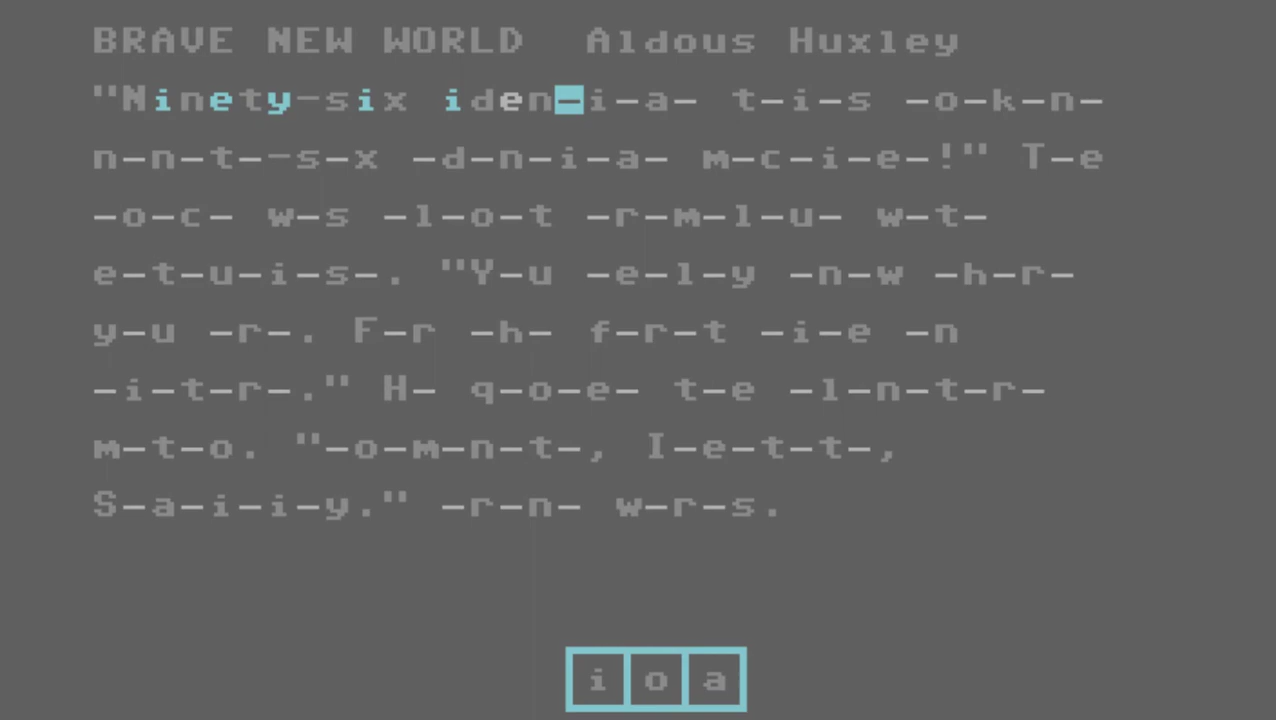 BRAVE NEW WORLD  Aldous Huxley
"Ninety-six iden-i-a- t-i-s -o-k-n-
n-n-t--s-x -d-n-i-a- m-c-i-e-!" T-e
-o-c- w-s -l-o-t -r-m-l-u- w-t-
e-t-u-i-s-. "Y-u -e-l-y -n-w -h-r-
y-u -r-. F-r -h- f-r-t -i-e -n
-i-t-r-." H- q-o-e- t-e -l-n-t-r-
m-t-o. "-o-m-n-t-, I-e-t-t-,
S-a-i-i-y." -r-n- w-r-s.
i o a